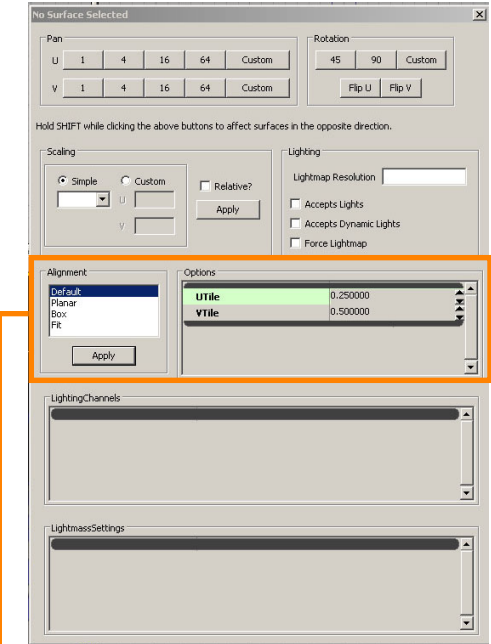 No Surface Selected
Pan
Rotation
U 1 4 16 64 Custom
45 90 Custom
V 1 4 16 64 Custom
Flip U Flip V
Hold SHIFT while clicking the above buttons to affect surfaces in the opposite direction.
Scaling
Lighting
Simple Custom
Relative?
Lightmap Resolution
U
Apply
Accepts Lights
V
Accepts Dynamic Lights
Force Lightmap
Alignment
Options
Default
Planar
Box
Fit
UTile 0.250000
VTile 0.500000
Apply
LightingChannels
LightmassSettings